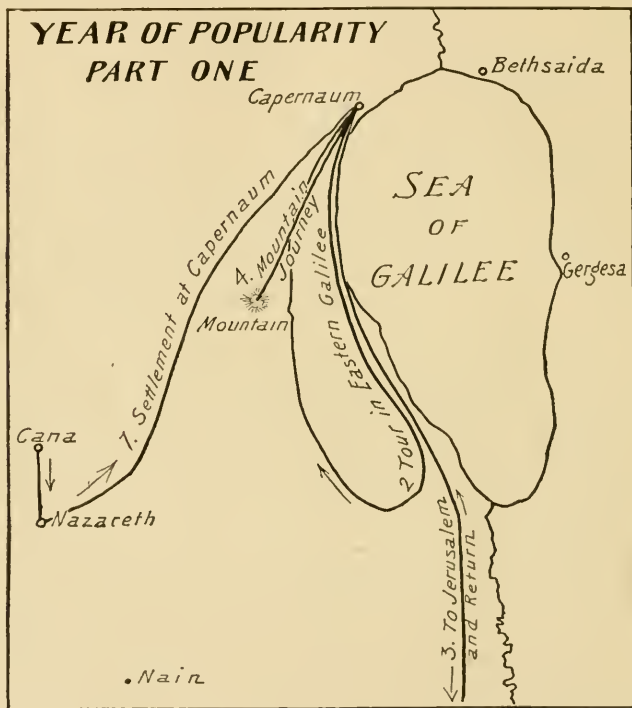 YEAR OF POPULARITY
PART ONE
Bethsaida
Capernaum
SEA
OF
GALILEE
Gergesa
1. Settlement at Capernaum
4. Mountain
Journey
Mountain
2 Tour in Eastern Galilee
Cana
Nazareth
3. To Jerusalem
and Return
Nain